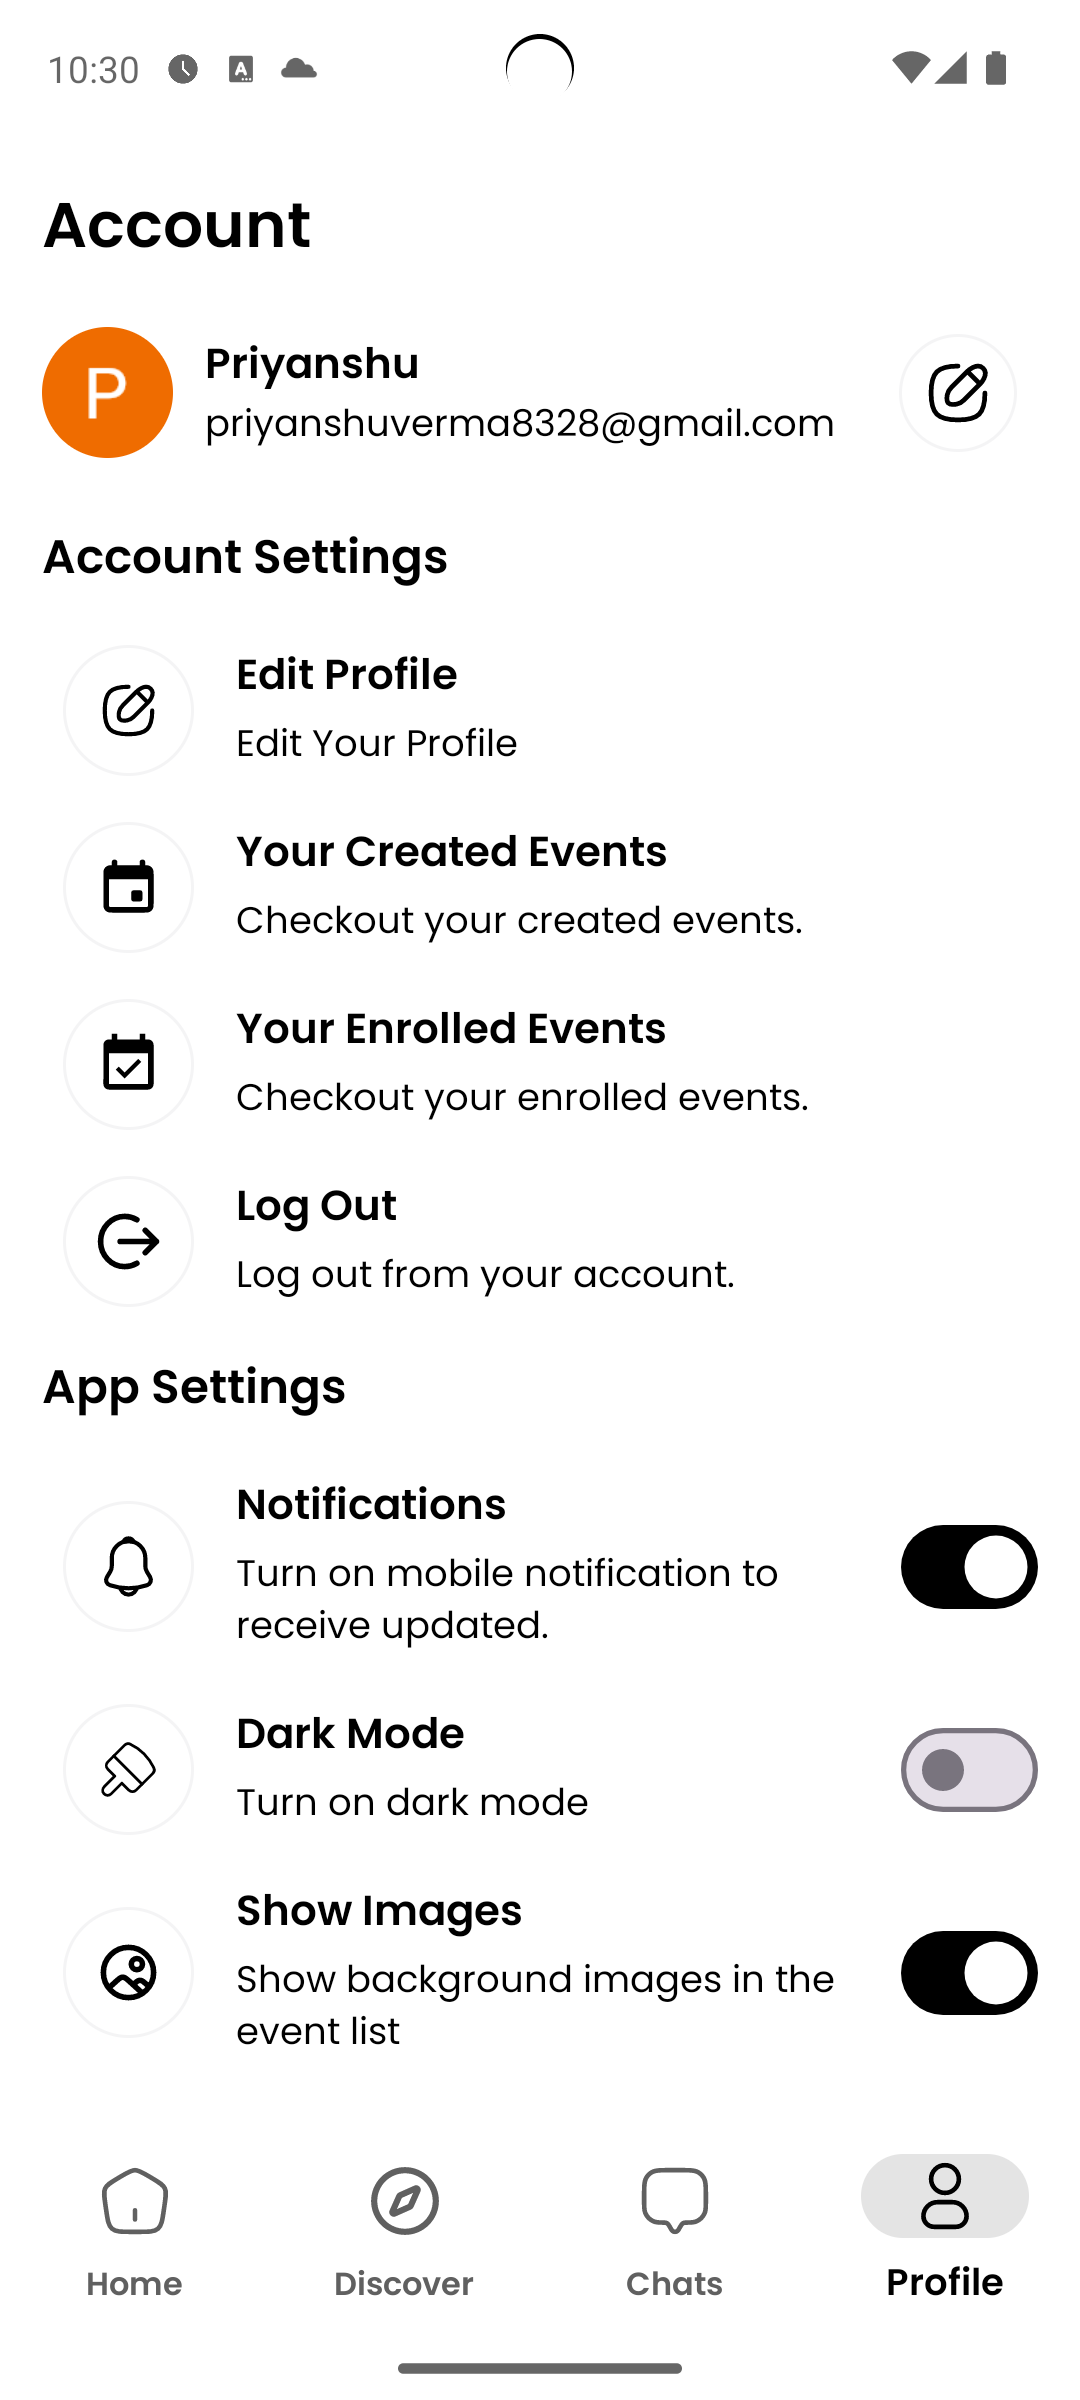 10:30
Account
P
Priyanshu
priyanshuverma8328@gmail.com
Account Settings
Edit Profile
Edit Your Profile
Your Created Events
Checkout your created events.
Your Enrolled Events
Checkout your enrolled events.
Log Out
Log out from your account.
App Settings
Notifications
Turn on mobile notification to
receive updated.
Dark Mode
Turn on dark mode
Show Images
Show background images in the
event list
Home
Discover
Chats
Profile